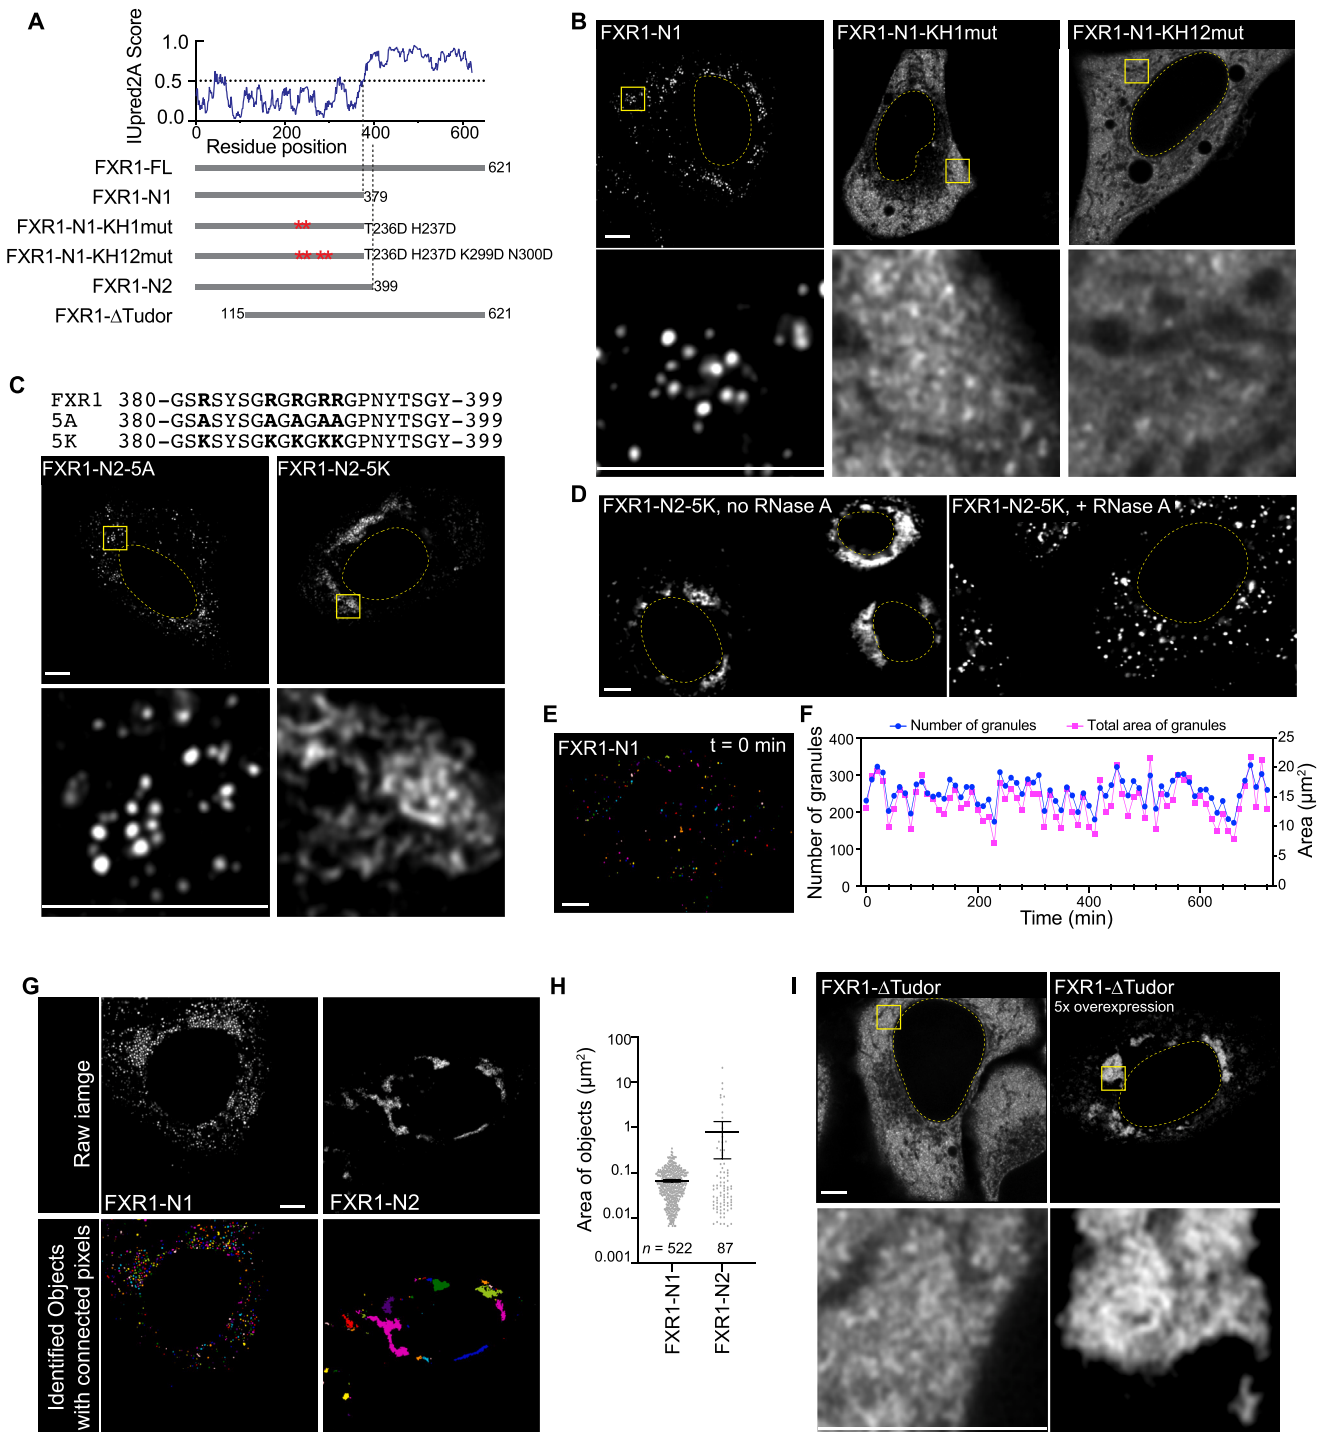 A
IUpred2A Score
1.0
0.5
0.0
0 200 400 600
Residue position
FXR1-FL 621
FXR1-N1 379
FXR1-N1-KH1mut ** T236D H237D
FXR1-N1-KH12mut ** ** T236D H237D K299D N300D
FXR1-N2 399
FXR1-ΔTudor 115 621
B
FXR1-N1
FXR1-N1-KH1mut
FXR1-N1-KH12mut
C
FXR1 380-GSRSYSGRGRGRRGPNYTSGY-399
5A 380-GSASYSGAGAGAAGPNYTSGY-399
5K 380-GSKSYSGKGKGKKGPNYTSGY-399
FXR1-N2-5A
FXR1-N2-5K
D
FXR1-N2-5K, no RNase A
FXR1-N2-5K, + RNase A
E
FXR1-N1 t = 0 min
F
Number of granules
Total area of granules
Number of granules
400
300
200
100
0
25
20
15
10
5
0
Area (μm²)
0 200 400 600
Time (min)
G
Raw iamge
FXR1-N1
FXR1-N2
Identified Objects
with connected pixels
H
Area of objects (μm²)
100
10
1
0.1
0.01
0.001
n = 522 87
FXR1-N1
FXR1-N2
I
FXR1-ΔTudor
FXR1-ΔTudor
5x overexpression